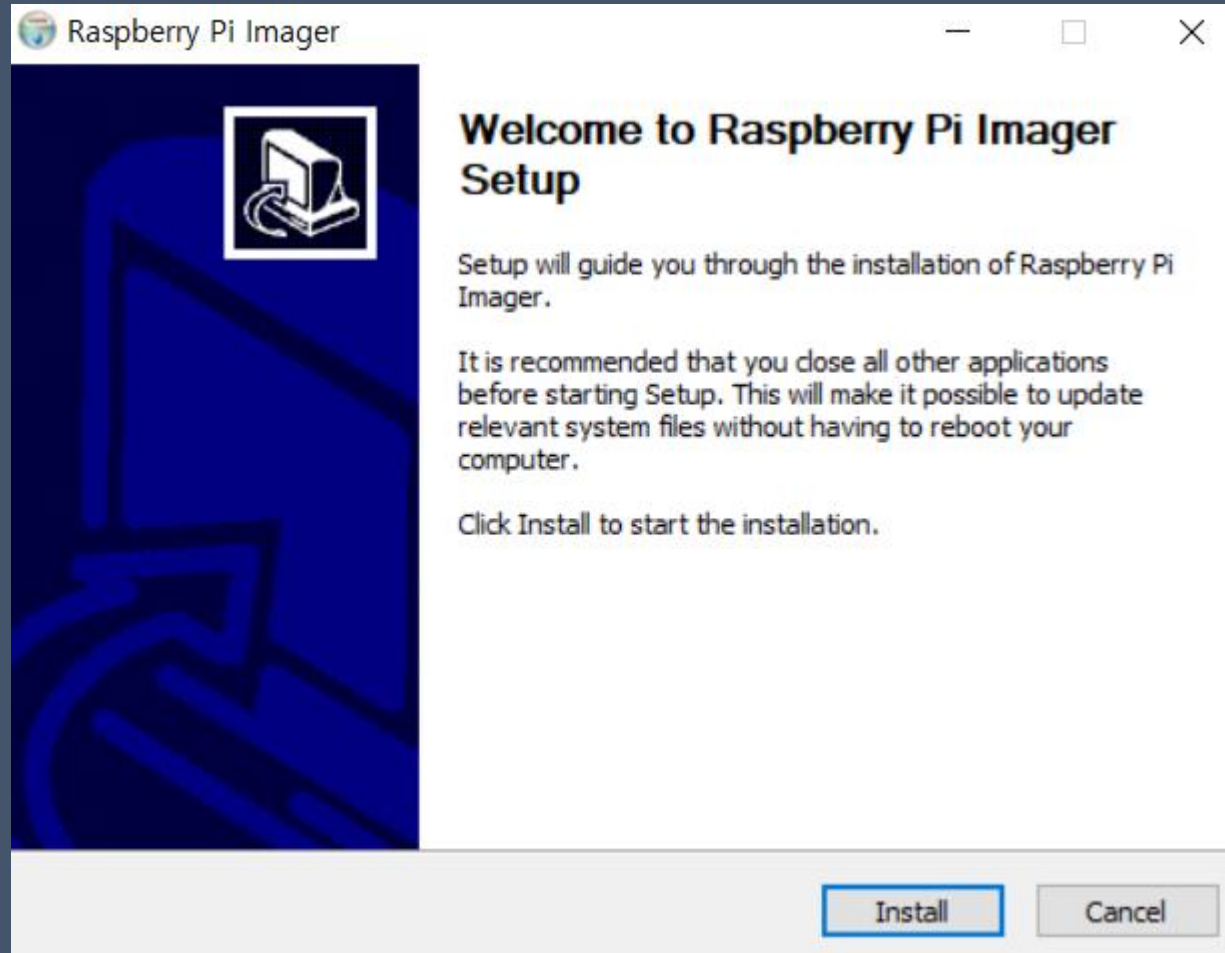 Raspberry Pi Imager
Welcome to Raspberry Pi Imager
Setup
Setup will guide you through the installation of Raspberry Pi
Imager.
It is recommended that you close all other applications
before starting Setup. This will make it possible to update
relevant system files without having to reboot your
computer.
Click Install to start the installation.
Install
Cancel